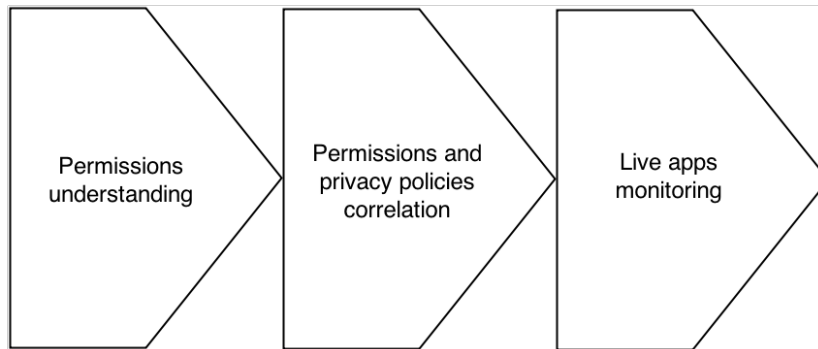 Permissions
understanding
Permissions and
privacy policies
correlation
Live apps
monitoring